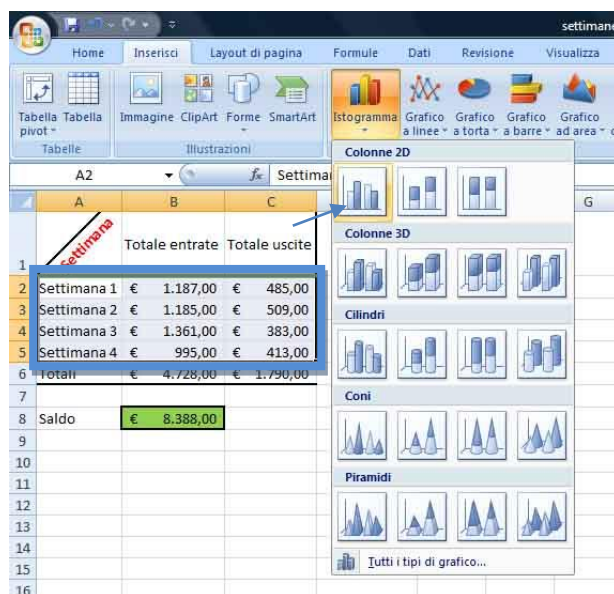 settimane
Home Inserisci Layout di pagina Formule Dati Revisione Visualizza
Tabella pivot
Tabella
Immagine
ClipArt
Forme
SmartArt
Istogramma
Grafico a linee
Grafico a torta
Grafico a barre
Grafico ad area
Tabelle
Illustrazioni
A2
fx Settima
Colonne 2D
Colonne 3D
Cilindri
Coni
Piramidi
Tutti i tipi di grafico...
A B C G
1 Settimana Totale entrate Totale uscite
2 Settimana 1 € 1.187,00 € 485,00
3 Settimana 2 € 1.185,00 € 509,00
4 Settimana 3 € 1.361,00 € 383,00
5 Settimana 4 € 995,00 € 413,00
6 Totali € 4.728,00 € 1.790,00
7
8 Saldo € 8.388,00
9
10
11
12
13
14
15
16